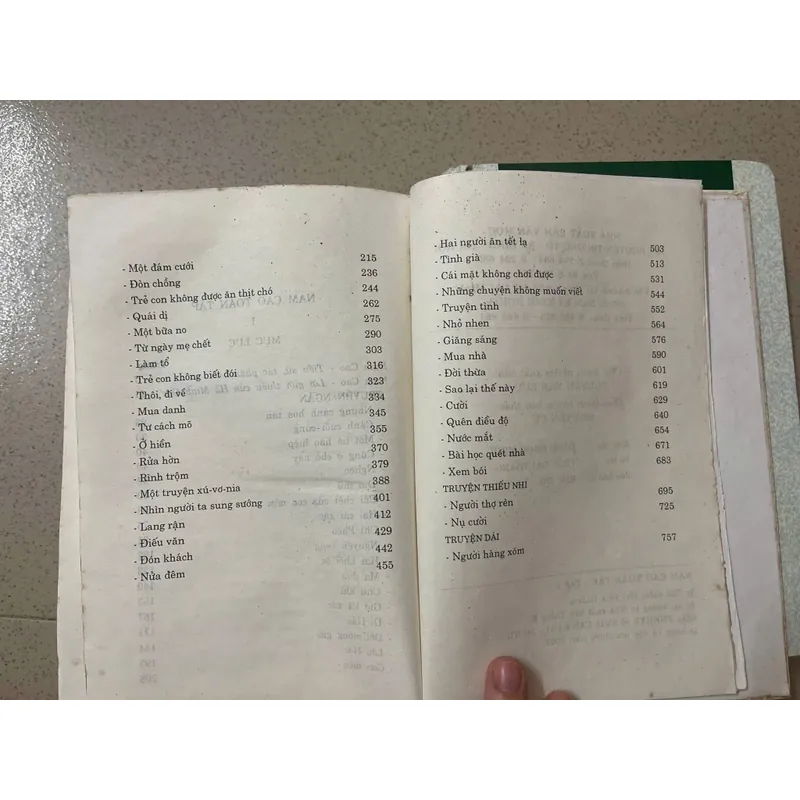 - Một đám cưới 215
- Đòn chồng 236
- Trẻ con không được ăn thịt chó 244
- Quái dị 262
- Một bữa no 275
- Từ ngày mẹ chết 290
- Làm tổ 303
- Trẻ con không biết đói 316
- Thôi, đi về 323
- Mua danh 334
- Tư cách mõ 345
- Ở hiền 355
- Rửa hờn 370
- Rình trộm 379
- Một truyện xú-vơ-nia 388
- Nhìn người ta sung sướng 401
- Lang rận 412
- Điếu văn 429
- Đón khách 442
- Nửa đêm 455
- Hai người ăn tết lạ 503
- Tình già 513
- Cái mặt không chơi được 531
- Những chuyện không muốn viết 544
- Truyện tình 552
- Nhỏ nhen 564
- Giăng sáng 576
- Mua nhà 590
- Đời thừa 601
- Sao lại thế này 619
- Cười 629
- Quên điều độ 640
- Nước mắt 654
- Bài học quét nhà 671
- Xem bói 683
TRUYỆN THIẾU NHI
- Người thợ rèn 695
- Nụ cười 725
TRUYỆN DÀI
- Người hàng xóm 757